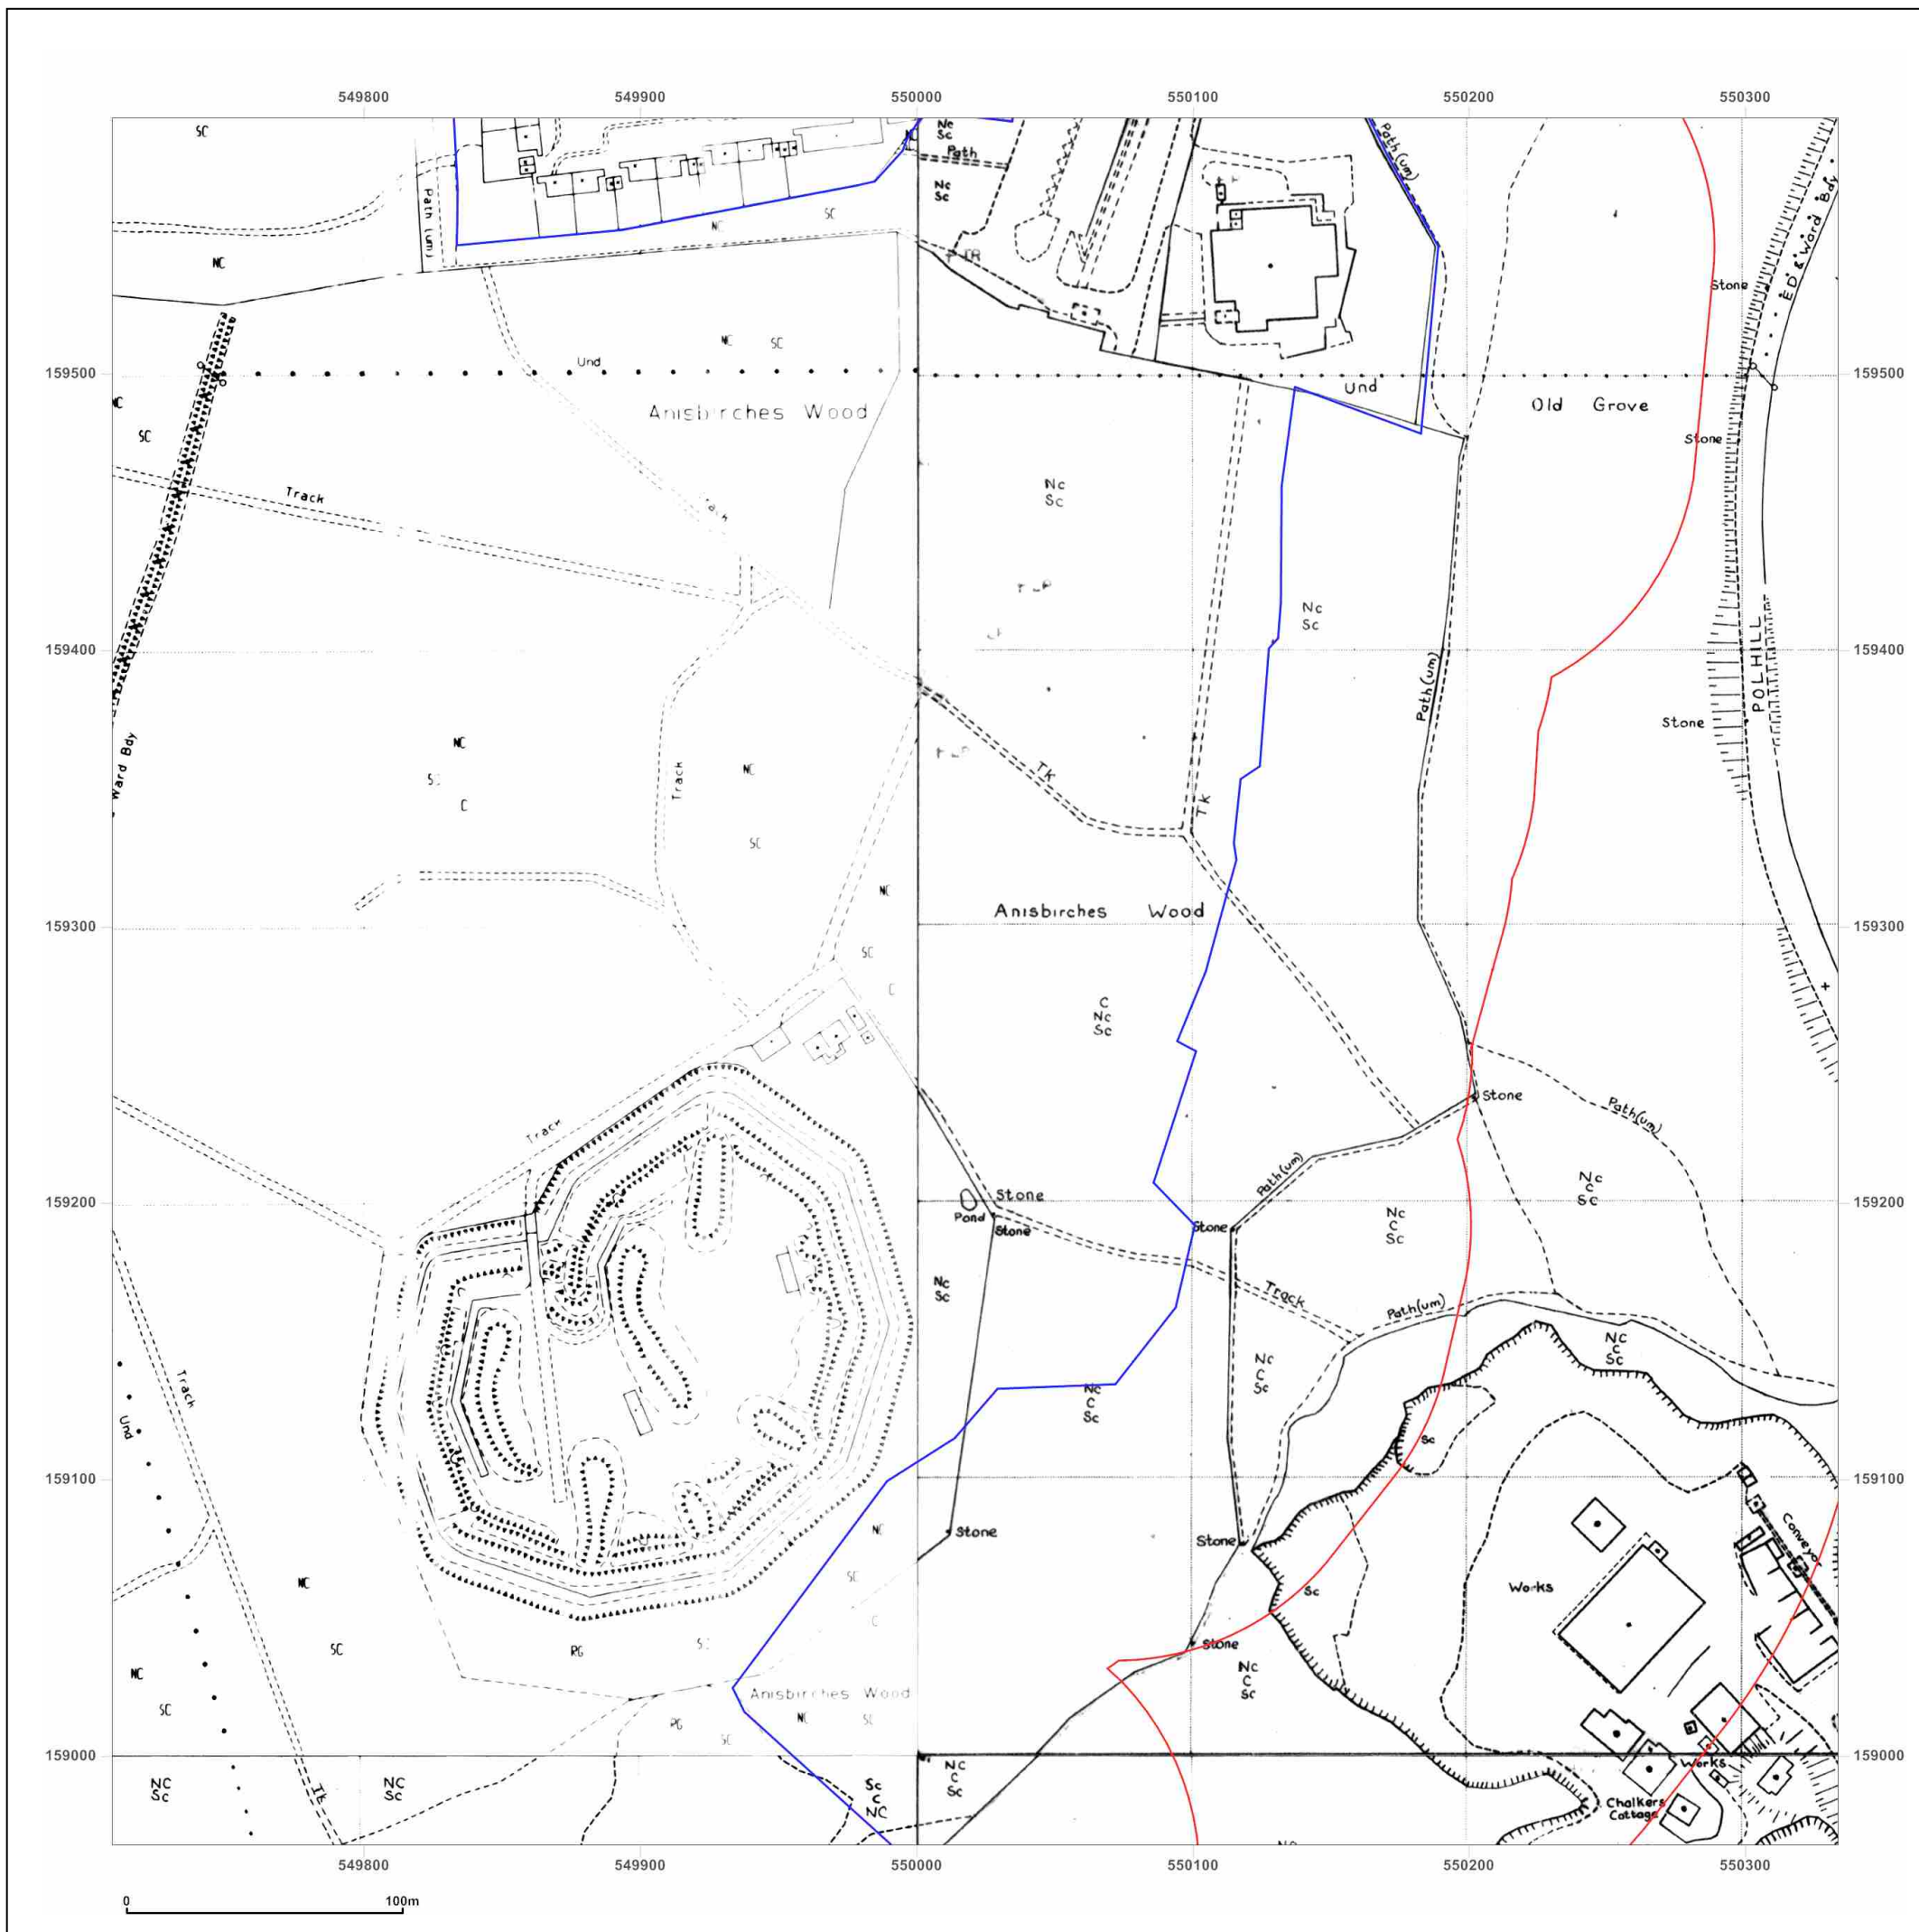 549800 549900 550000 550100 550200 550300
SC
Nc
Sc
Path
Nc
Sc
Path(um)
Path (um)
SC
NC
NC
ED & Ward Bdy
Stone
NC
SC
Und
159500
Und
159500
NC
Anisbirches Wood
Old Grove
SC
Stone
Track
Nc
Sc
Nc
Sc
159400
159400
POLHILL
Path(um)
Stone
Ward Bdy
NC
SC
C
NC
Track
Tk
Tk
SC
NC
Anisbirches Wood
159300
159300
SC
C
C
Nc
Sc
Stone
Path(um)
Track
Path(um)
Nc
C
Sc
Stone
159200
Pond
Stone
Stone
Nc
C
Sc
159200
Nc
Sc
Track
Path(um)
Track
Nc
C
Sc
Nc
C
Sc
Nc
C
Sc
Und
Sc
159100
159100
NC
Stone
Stone
Conveyor
SC
NC
Sc
Works
C
SC
RG
Stone
NC
SC
Nc
C
Sc
Anisbirches Wood
RG
NC
SC
SC
159000
159000
NC
Sc
Tk
NC
Sc
Sc
C
NC
Nc
C
Sc
Works
Chalkers
Cottage
549800 549900 550000 550100 550200 550300
0 100m